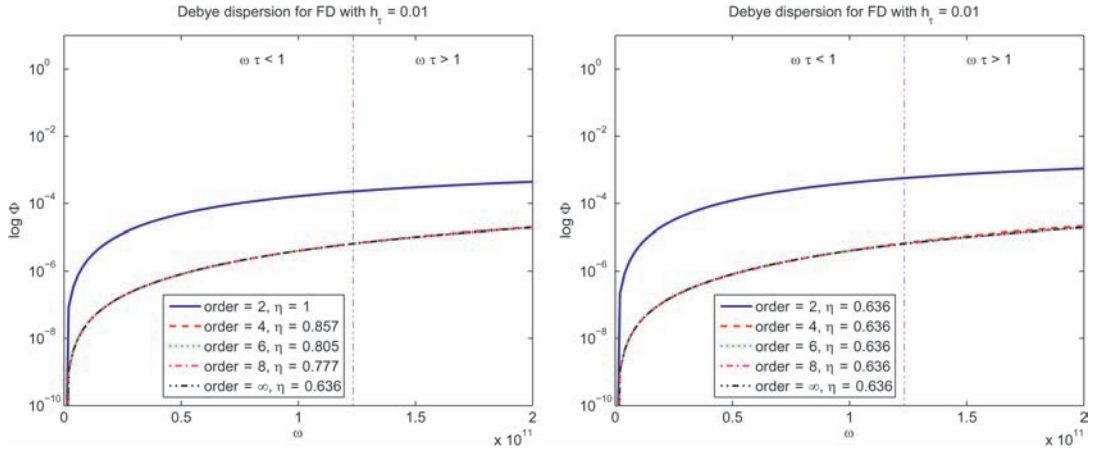 Debye dispersion for FD with hτ = 0.01
ω τ < 1
ω τ > 1
log Φ
10^0
10^-2
10^-4
10^-6
10^-8
10^-10
order = 2, η = 1
order = 4, η = 0.857
order = 6, η = 0.805
order = 8, η = 0.777
order = ∞, η = 0.636
0
0.5
1
1.5
2
ω
x 10^11
Debye dispersion for FD with hτ = 0.01
ω τ < 1
ω τ > 1
log Φ
10^0
10^-2
10^-4
10^-6
10^-8
10^-10
order = 2, η = 0.636
order = 4, η = 0.636
order = 6, η = 0.636
order = 8, η = 0.636
order = ∞, η = 0.636
0
0.5
1
1.5
2
ω
x 10^11